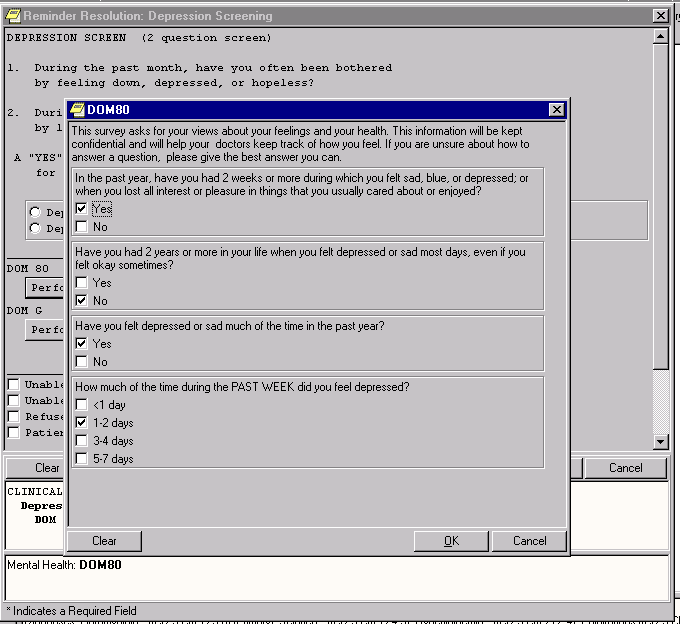 Reminder Resolution: Depression Screening
DEPRESSION SCREEN (2 question screen)
1. During the past month, have you often been bothered
by feeling down, depressed, or hopeless?
2. Duri
by l
A "YES"
for
Dep
Dep
DOM 80
Perfo
DOM G
Perfo
Unable
Unable
Refuse
Patien
Clear
Cancel
CLINICAL
Depres
DOM
Mental Health: DOM80
* Indicates a Required Field
DOM80
This survey asks for your views about your feelings and your health. This information will be kept
confidential and will help your doctors keep track of how you feel. If you are unsure about how to
answer a question, please give the best answer you can.
In the past year, have you had 2 weeks or more during which you felt sad, blue, or depressed; or
when you lost all interest or pleasure in things that you usually cared about or enjoyed?
Yes
No
Have you had 2 years or more in your life when you felt depressed or sad most days, even if you
felt okay sometimes?
Yes
No
Have you felt depressed or sad much of the time in the past year?
Yes
No
How much of the time during the PAST WEEK did you feel depressed?
<1 day
1-2 days
3-4 days
5-7 days
Clear
OK
Cancel